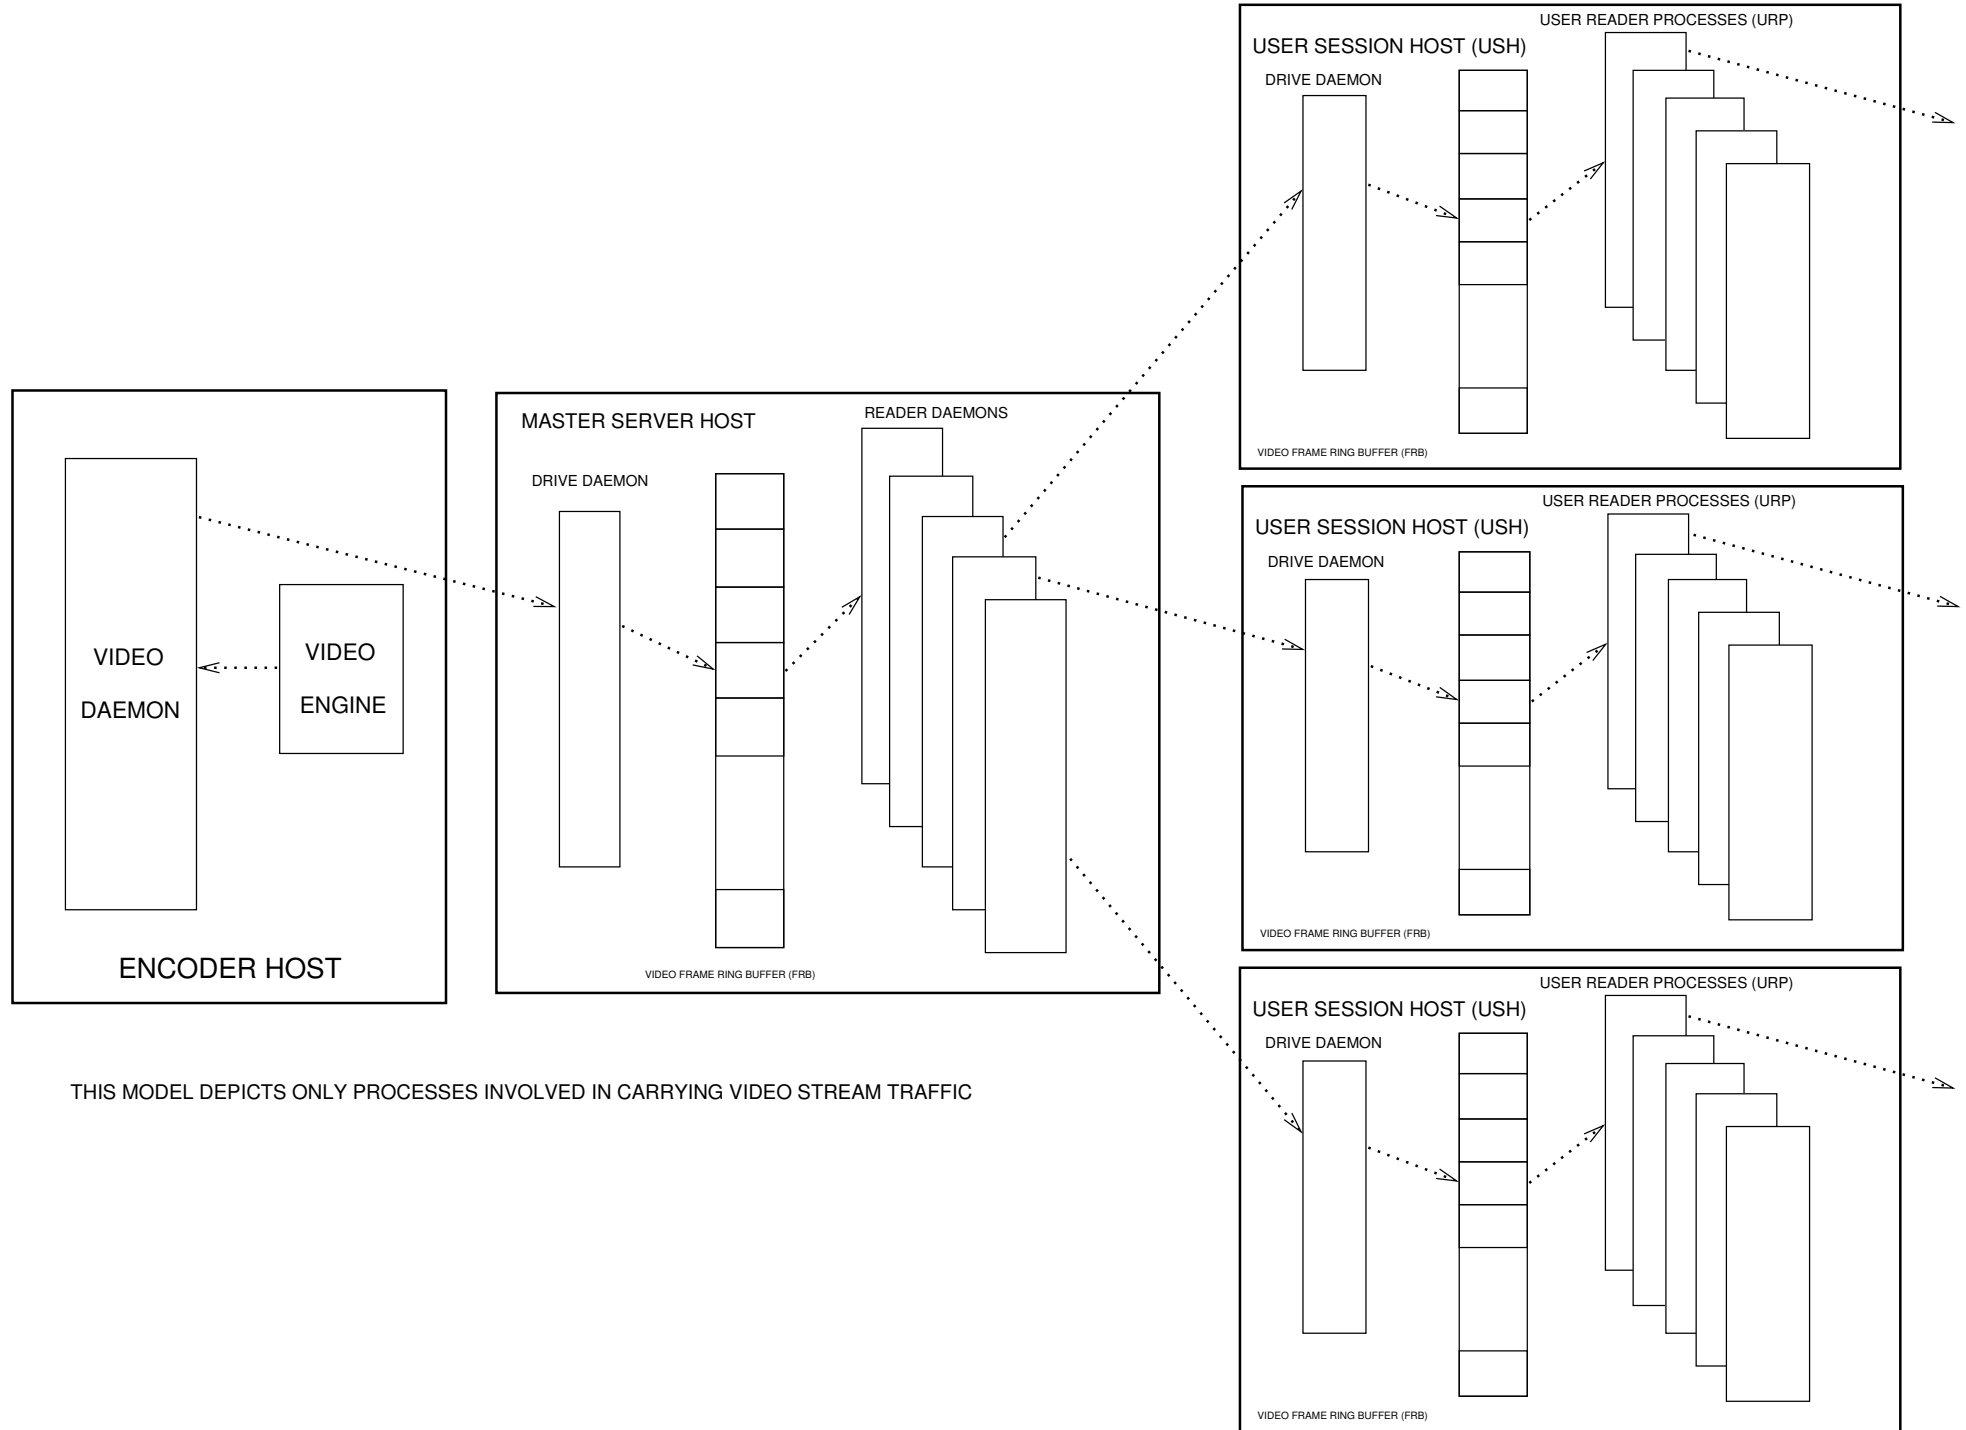 VIDEO
DAEMON
VIDEO
ENGINE
ENCODER HOST
MASTER SERVER HOST
READER DAEMONS
DRIVE DAEMON
VIDEO FRAME RING BUFFER (FRB)
USER READER PROCESSES (URP)
USER SESSION HOST (USH)
DRIVE DAEMON
VIDEO FRAME RING BUFFER (FRB)
USER READER PROCESSES (URP)
USER SESSION HOST (USH)
DRIVE DAEMON
VIDEO FRAME RING BUFFER (FRB)
USER READER PROCESSES (URP)
USER SESSION HOST (USH)
DRIVE DAEMON
VIDEO FRAME RING BUFFER (FRB)
THIS MODEL DEPICTS ONLY PROCESSES INVOLVED IN CARRYING VIDEO STREAM TRAFFIC